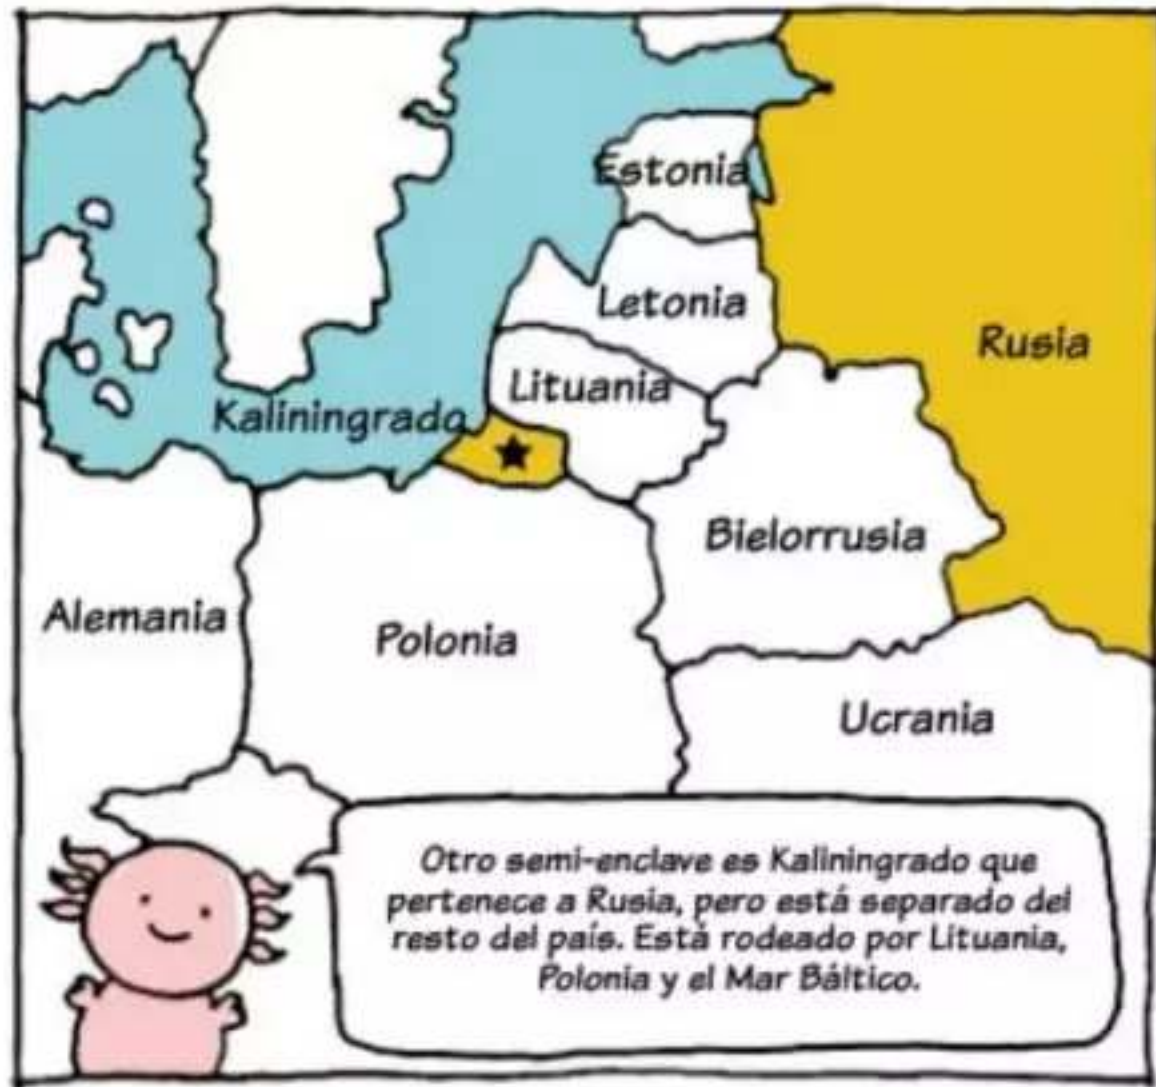 Estonia
Letonia
Rusia
Lituania
Kaliningrado
Bielorrusia
Alemania
Polonia
Ucrania
Otro semi-enclave es Kaliningrado que
pertenece a Rusia, pero está separado del
resto del país. Está rodeado por Lituania,
Polonia y el Mar Báltico.